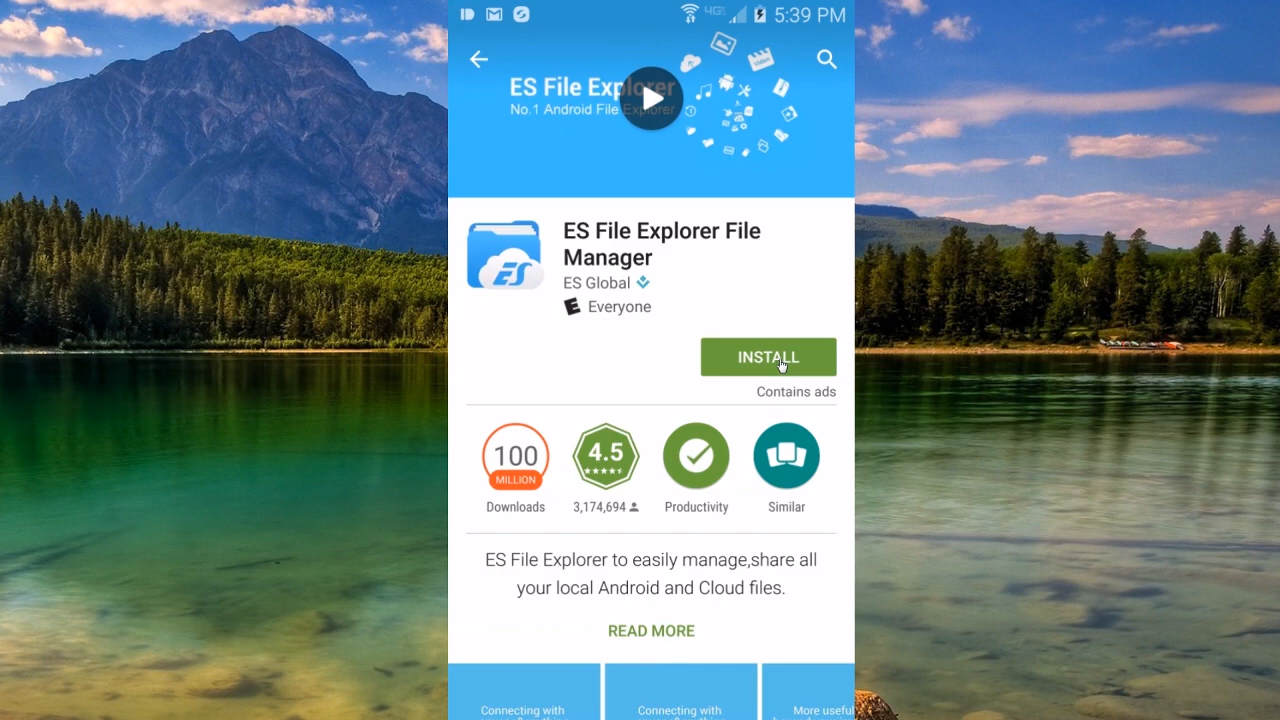 4G 5:39 PM
ES File Explorer
No.1 Android File Explorer
ES File Explorer File
Manager
ES
ES Global
E Everyone
INSTALL
Contains ads
100
MILLION
4.5
Downloads
3,174,694
Productivity
Similar
ES File Explorer to easily manage,share all
your local Android and Cloud files.
READ MORE
Connecting with
Connecting with
More useful